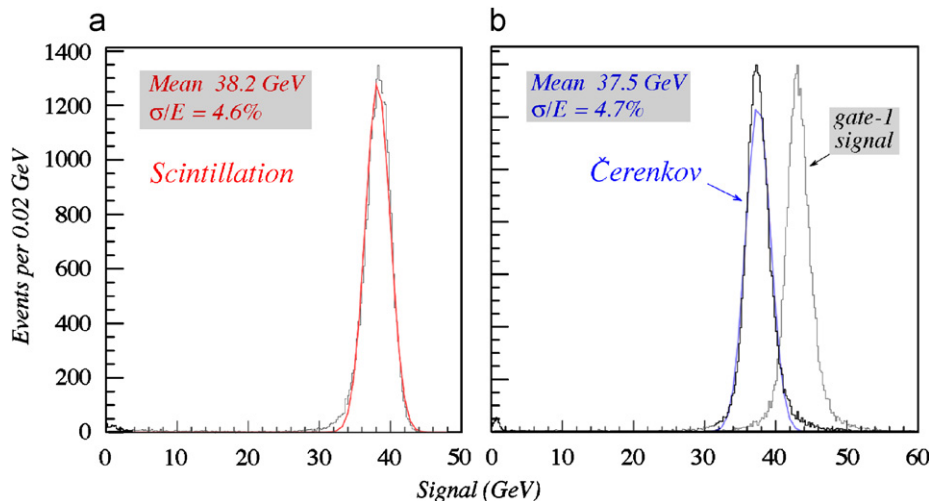 a
b
1400
1200
1000
800
600
400
200
0
Events per 0.02 GeV
Mean 38.2 GeV
σ/E = 4.6%
Scintillation
0 10 20 30 40 50
Mean 37.5 GeV
σ/E = 4.7%
gate-1
signal
Čerenkov
0 10 20 30 40 50 60
Signal (GeV)